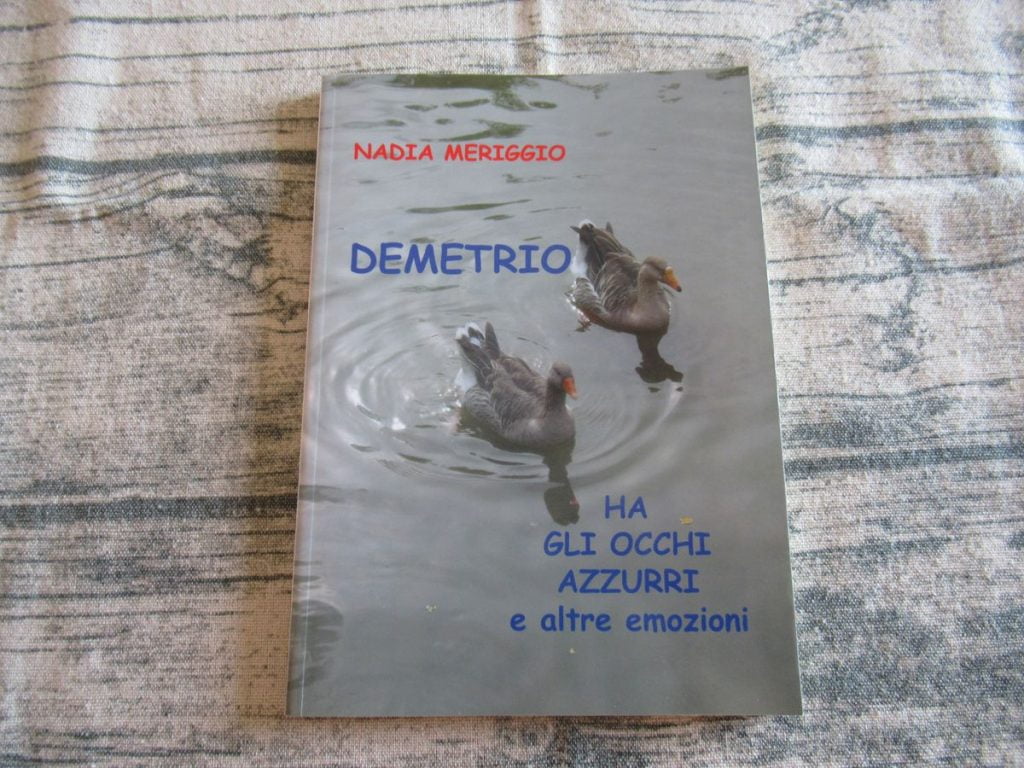 NADIA MERIGGIO
DEMETRIO
HA
GLI OCCHI
AZZURRI
e altre emozioni